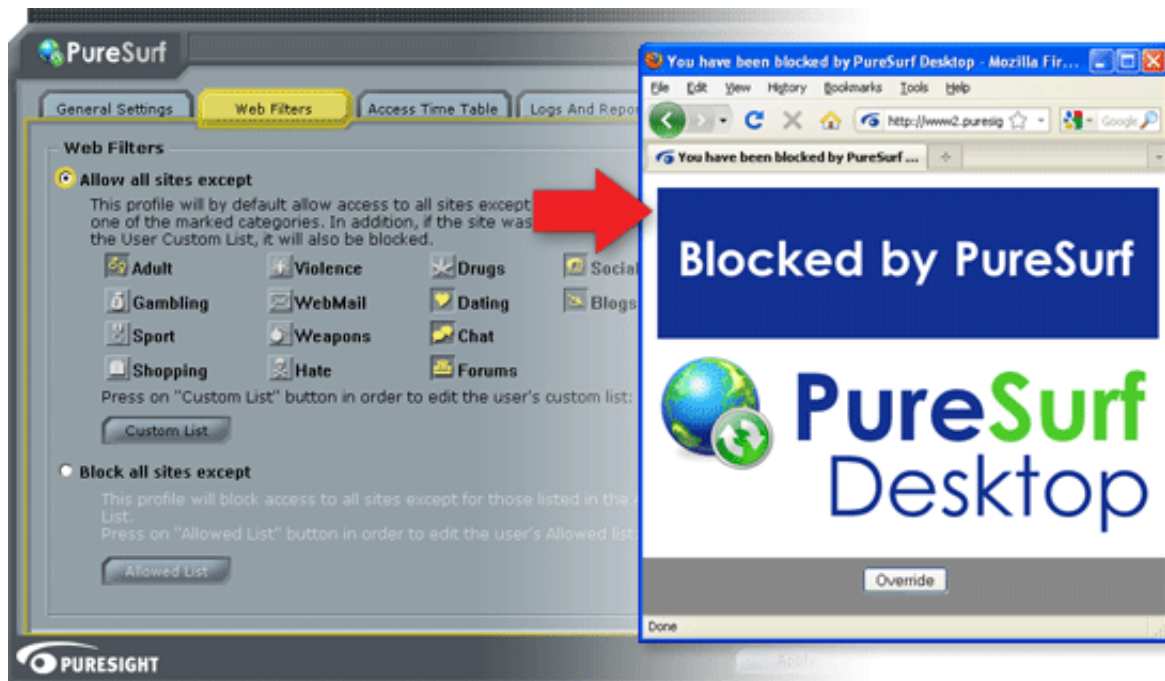 PureSurf
General Settings
Web Filters
Access Time Table
Logs And Repo
Web Filters
Allow all sites except
This profile will by default allow access to all sites except
one of the marked categories. In addition, if the site was
the User Custom List, it will also be blocked.
Adult Violence Drugs Social
Gambling WebMail Dating Blogs
Sport Weapons Chat
Shopping Hate Forums
Press on "Custom List" button in order to edit the user's custom list:
Custom List
Block all sites except
This profile will block access to all sites except for those listed in the
List.
Press on "Allowed List" button in order to edit the user's Allowed list:
Allowed List
PURESIGHT
Apply
You have been blocked by PureSurf Desktop - Mozilla Fir...
File Edit View History Bookmarks Tools Help
http://www2.puresig
Google
You have been blocked by PureSurf ...
Blocked by PureSurf
PureSurf
Desktop
Override
Done